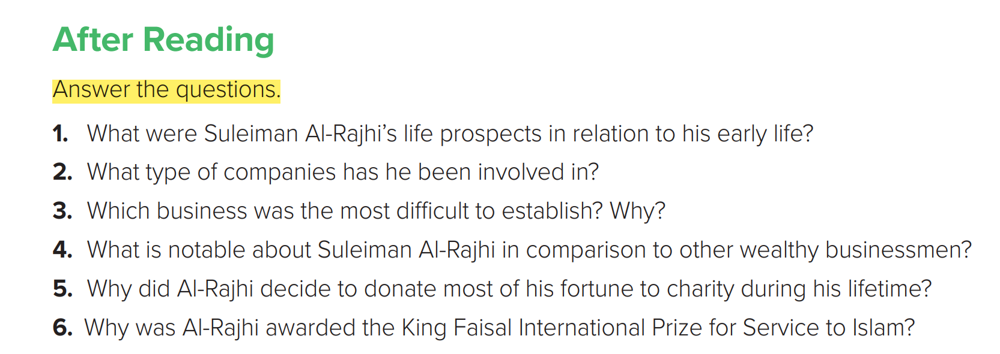 After Reading
Answer the questions.
1. What were Suleiman Al-Rajhi’s life prospects in relation to his early life?
2. What type of companies has he been involved in?
3. Which business was the most difficult to establish? Why?
4. What is notable about Suleiman Al-Rajhi in comparison to other wealthy businessmen?
5. Why did Al-Rajhi decide to donate most of his fortune to charity during his lifetime?
6. Why was Al-Rajhi awarded the King Faisal International Prize for Service to Islam?